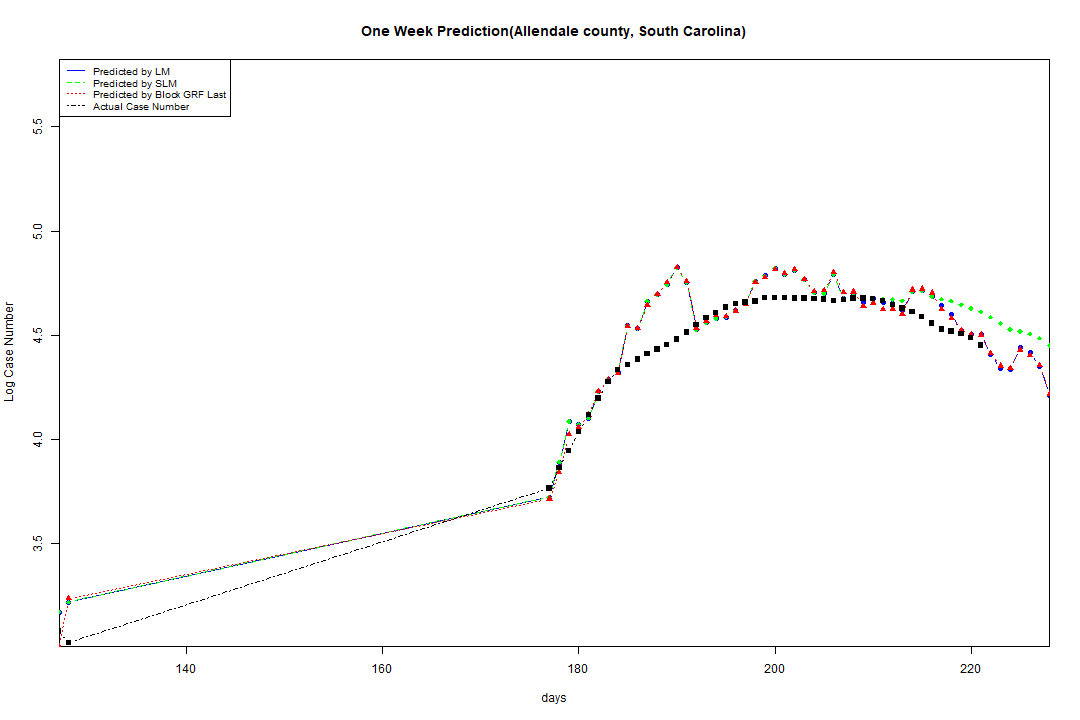 One Week Prediction(Allendale county, South Carolina)
Predicted by LM
Predicted by SLM
Predicted by Block GRF Last
Actual Case Number
5.5
5.0
4.5
4.0
3.5
Log Case Number
140 160 180 200 220
days